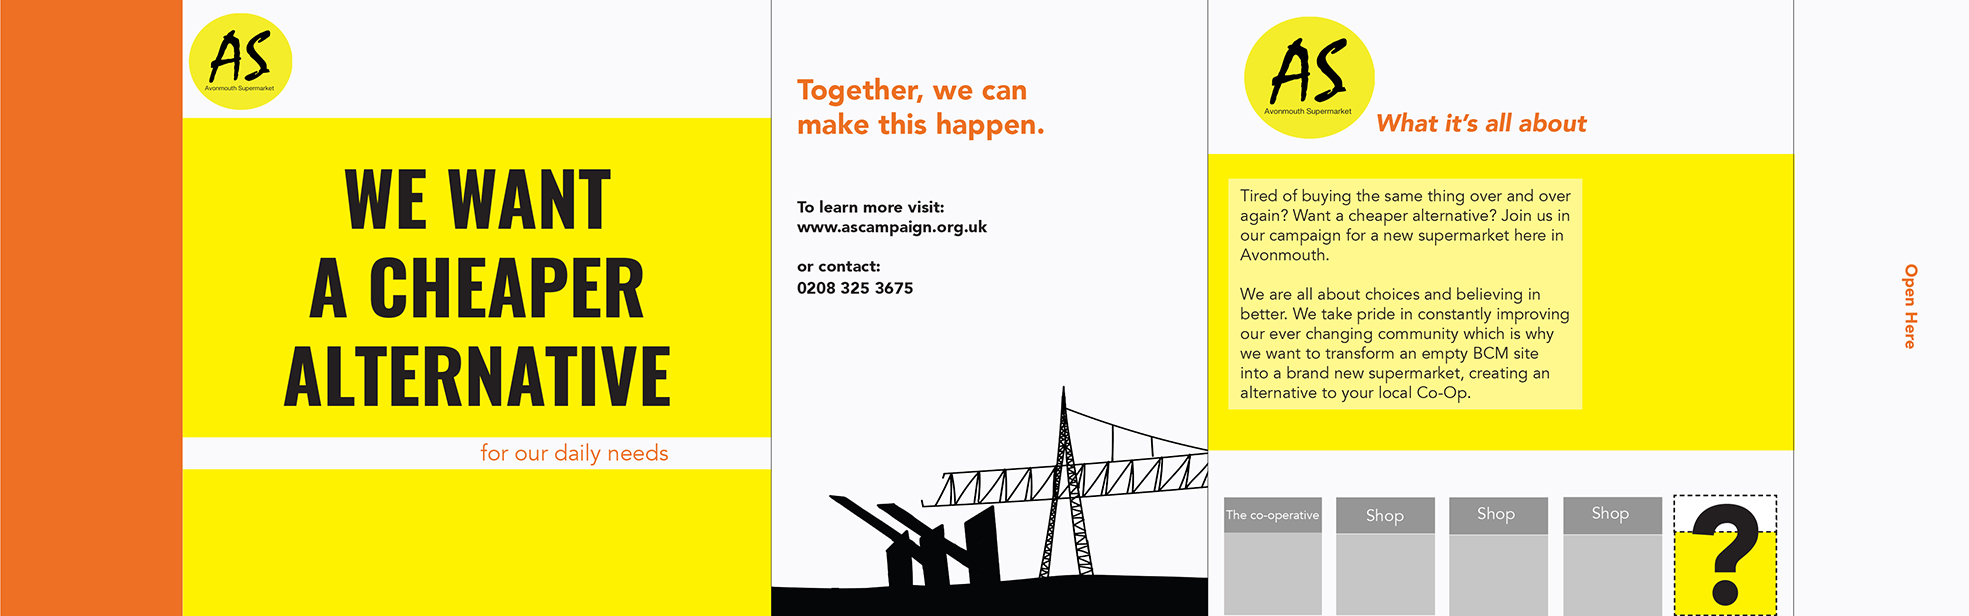 AS
Avonmouth Supermarket
WE WANT
A CHEAPER
ALTERNATIVE
for our daily needs
Together, we can
make this happen.
To learn more visit:
www.ascampaign.org.uk
or contact:
0208 325 3675
AS
Avonmouth Supermarket
What it's all about
Tired of buying the same thing over and over
again? Want a cheaper alternative? Join us in
our campaign for a new supermarket here in
Avonmouth.
We are all about choices and believing in
better. We take pride in constantly improving
our ever changing community which is why
we want to transform an empty BCM site
into a brand new supermarket, creating an
alternative to your local Co-Op.
The co-operative
Shop
Shop
Shop
?
Open Here